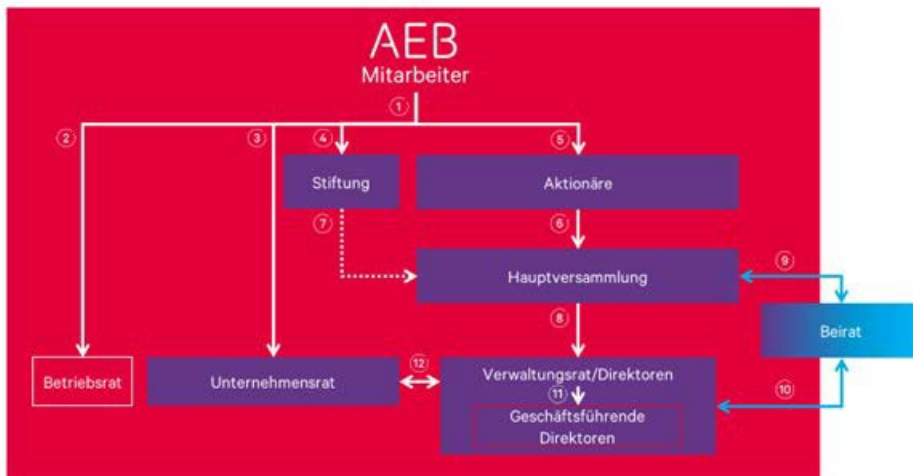 AEB
Mitarbeiter
1
2
3
4
5
Stiftung
Aktionäre
7
6
9
Hauptversammlung
8
Beirat
Betriebsrat
Unternehmensrat
12
Verwaltungsrat/Direktoren
11
10
Geschäftsführende
Direktoren